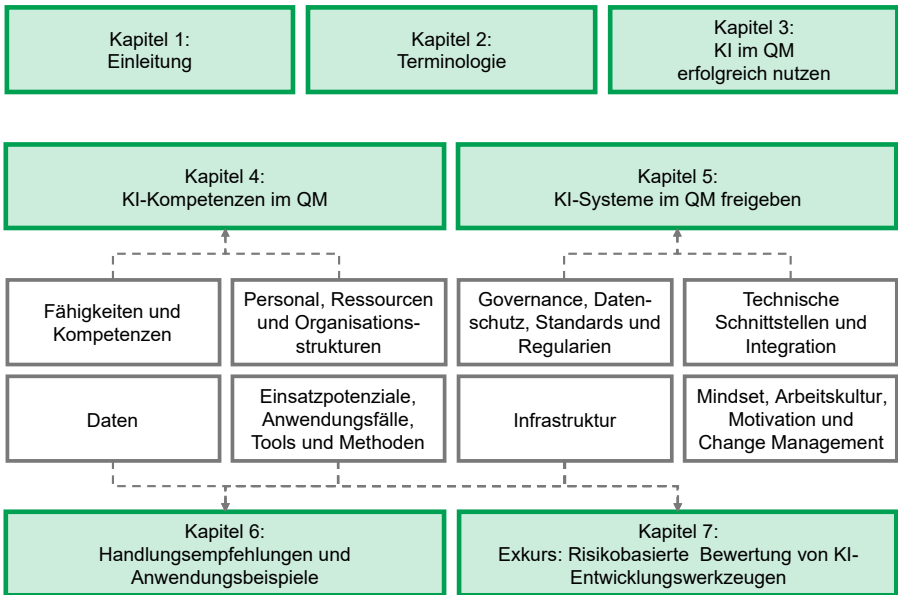 Kapitel 1:
Einleitung
Kapitel 2:
Terminologie
Kapitel 3:
KI im QM
erfolgreich nutzen
Kapitel 4:
KI-Kompetenzen im QM
Kapitel 5:
KI-Systeme im QM freigeben
Fähigkeiten und
Kompetenzen
Personal, Ressourcen
und Organisations-
strukturen
Governance, Daten-
schutz, Standards und
Regularien
Technische
Schnittstellen und
Integration
Daten
Einsatzpotenziale,
Anwendungsfälle,
Tools und Methoden
Infrastruktur
Mindset, Arbeitskultur,
Motivation und
Change Management
Kapitel 6:
Handlungsempfehlungen und
Anwendungsbeispiele
Kapitel 7:
Exkurs: Risikobasierte Bewertung von KI-
Entwicklungswerkzeugen